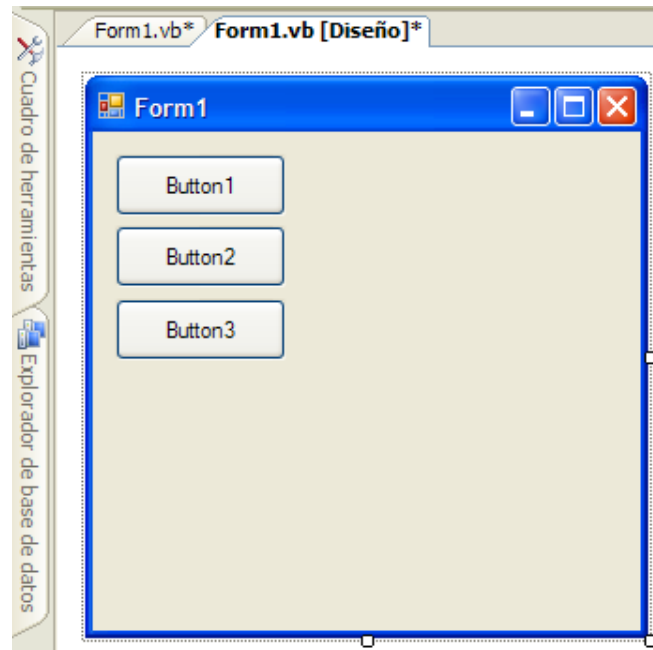 Form1.vb* Form1.vb [Diseño]*
Cuadro de herramientas
Explorador de base de datos
Form1
Button1
Button2
Button3